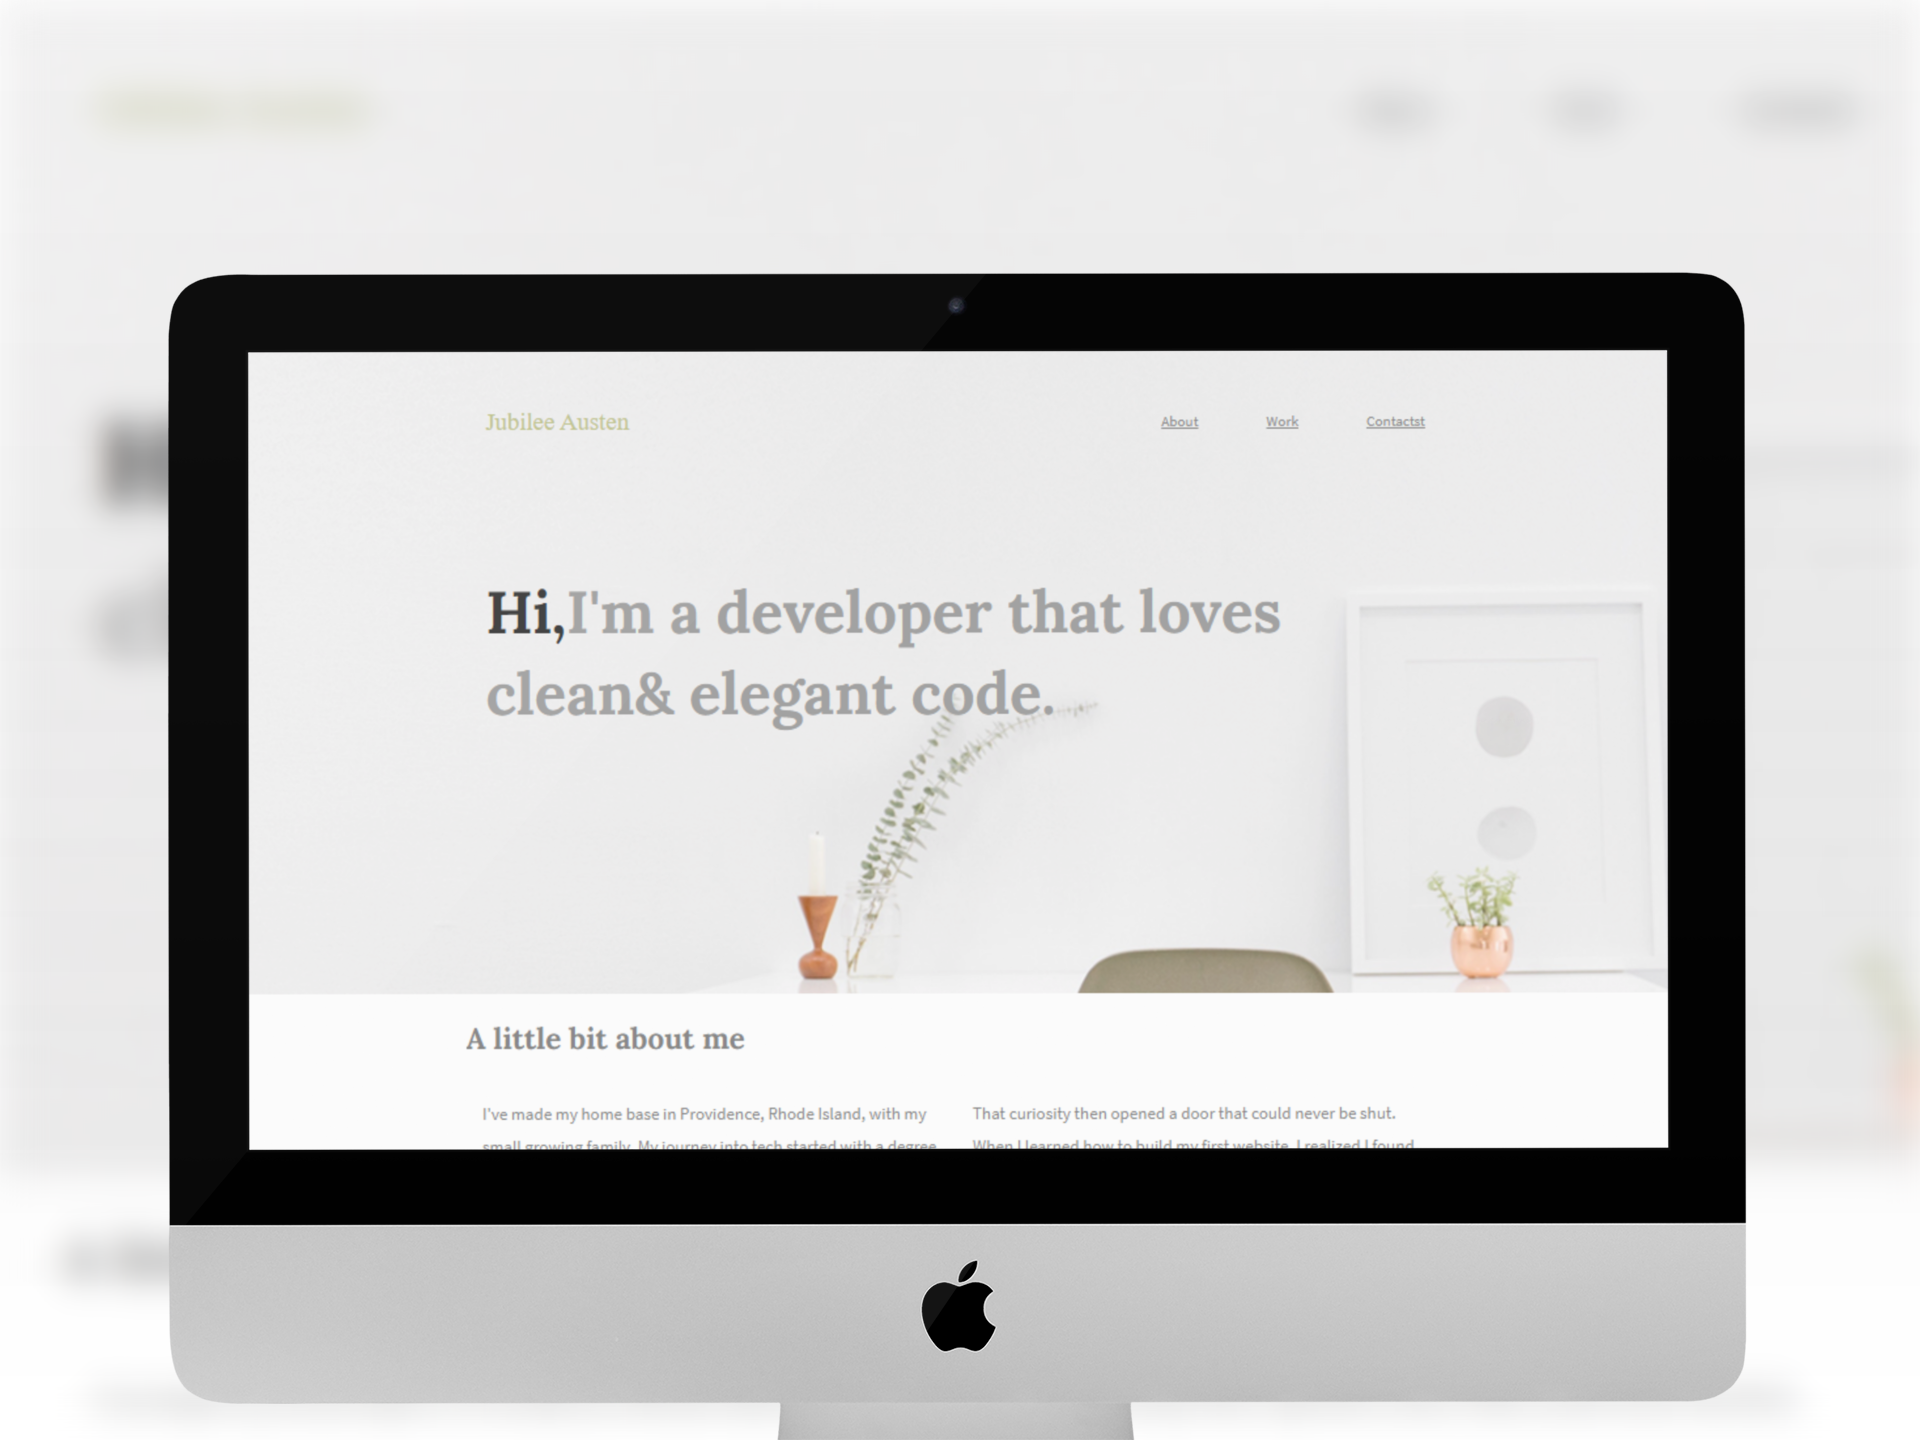 Jubilee Austen
About Work Contactst
Hi,I'm a developer that loves
clean& elegant code.
A little bit about me
I've made my home base in Providence, Rhode Island, with my
small growing family. My journey into tech started with a degree
That curiosity then opened a door that could never be shut.
When I learned how to build my first website, I realized I found